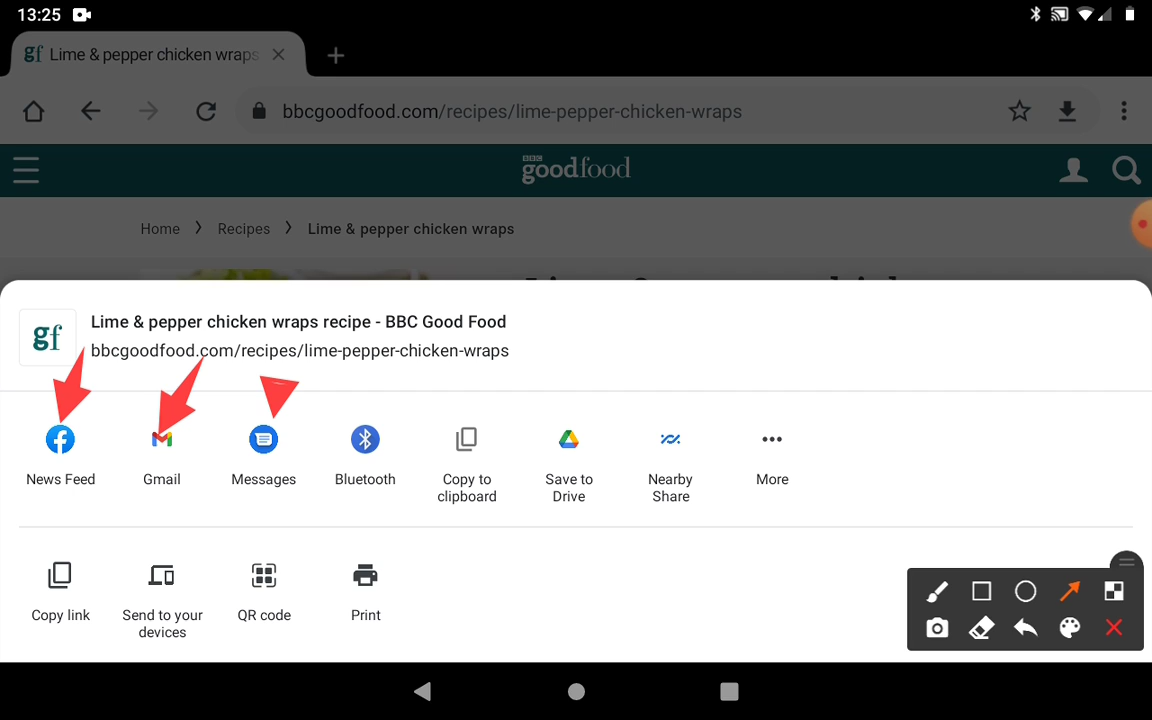 13:25
gf Lime & pepper chicken wraps
bbcgoodfood.com/recipes/lime-pepper-chicken-wraps
BBC
goodfood
Home > Recipes > Lime & pepper chicken wraps
gf
Lime & pepper chicken wraps recipe - BBC Good Food
bbcgoodfood.com/recipes/lime-pepper-chicken-wraps
News Feed
Gmail
Messages
Bluetooth
Copy to
clipboard
Save to
Drive
Nearby
Share
More
Copy link
Send to your
devices
QR code
Print